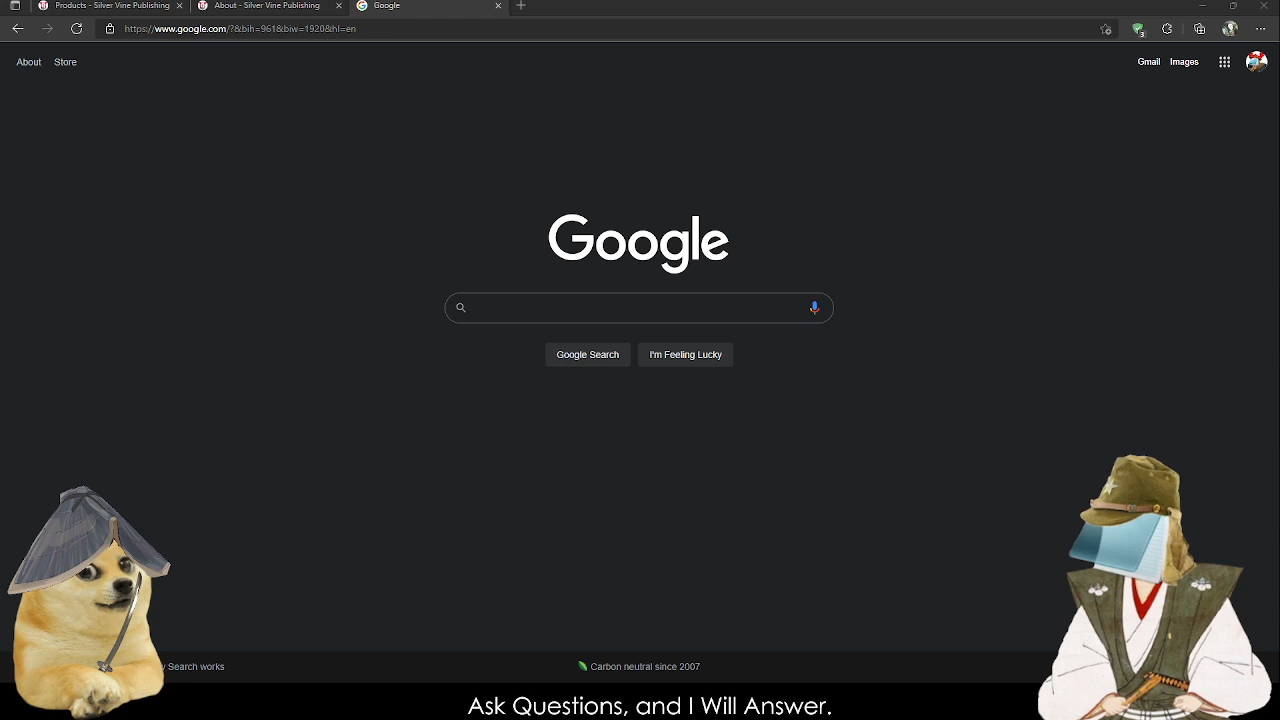 Products - Silver Vine Publishing
About - Silver Vine Publishing
Google
https://www.google.com/?&bih=961&biw=1920&hl=en
3
About Store
Gmail Images
Google
Google Search I'm Feeling Lucky
Search works
Carbon neutral since 2007
Ask Questions, and I Will Answer.